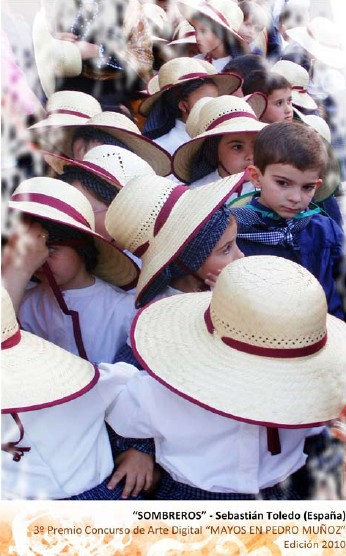 “SOMBREROS” - Sebastián Toledo (España)
3º Premio Concurso de Arte Digital “MAYOS EN PEDRO MUÑOZ”
Edición 2010